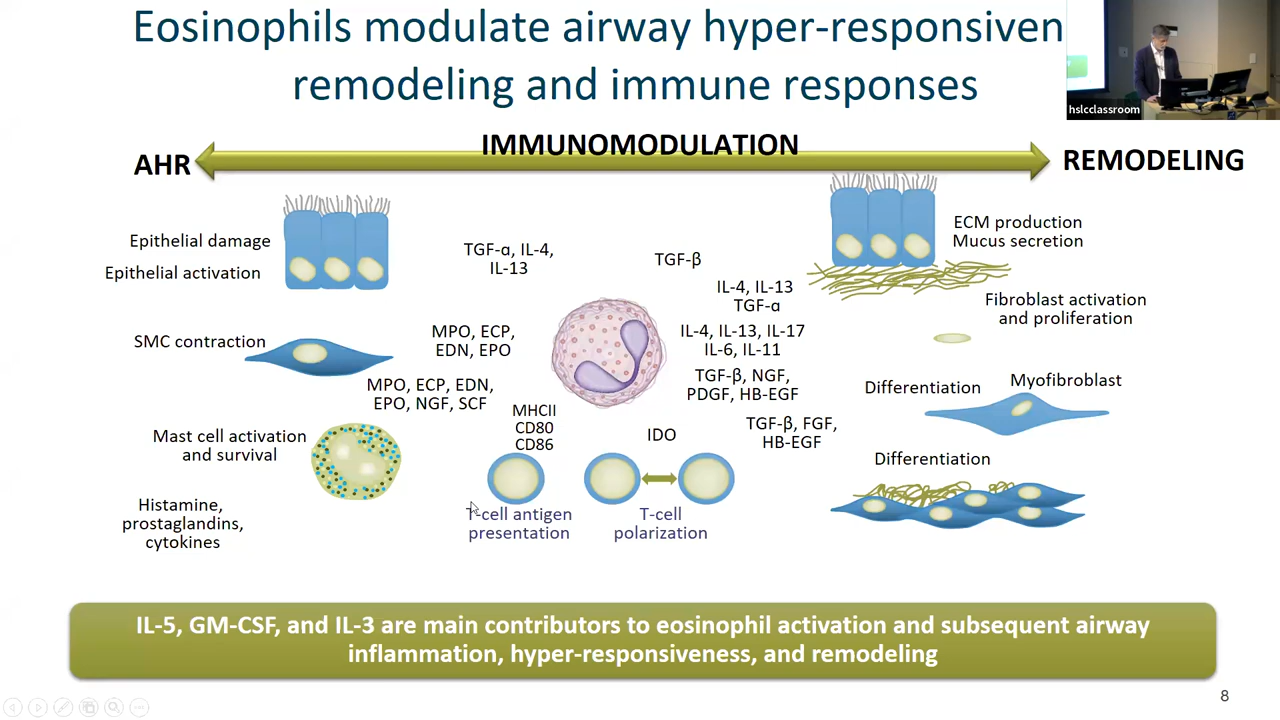 Eosinophils modulate airway hyper-responsiven
remodeling and immune responses
hslcclassroom
IMMUNOMODULATION
AHR
REMODELING
Epithelial damage
Epithelial activation
TGF-α, IL-4,
IL-13
TGF-β
ECM production
Mucus secretion
IL-4, IL-13
TGF-α
Fibroblast activation
and proliferation
SMC contraction
MPO, ECP,
EDN, EPO
IL-4, IL-13, IL-17
IL-6, IL-11
MPO, ECP, EDN,
EPO, NGF, SCF
TGF-β, NGF,
PDGF, HB-EGF
Differentiation
Myofibroblast
MHCII
CD80
CD86
IDO
TGF-β, FGF,
HB-EGF
Mast cell activation
and survival
Differentiation
Histamine,
prostaglandins,
cytokines
T-cell antigen
presentation
T-cell
polarization
IL-5, GM-CSF, and IL-3 are main contributors to eosinophil activation and subsequent airway
inflammation, hyper-responsiveness, and remodeling
8